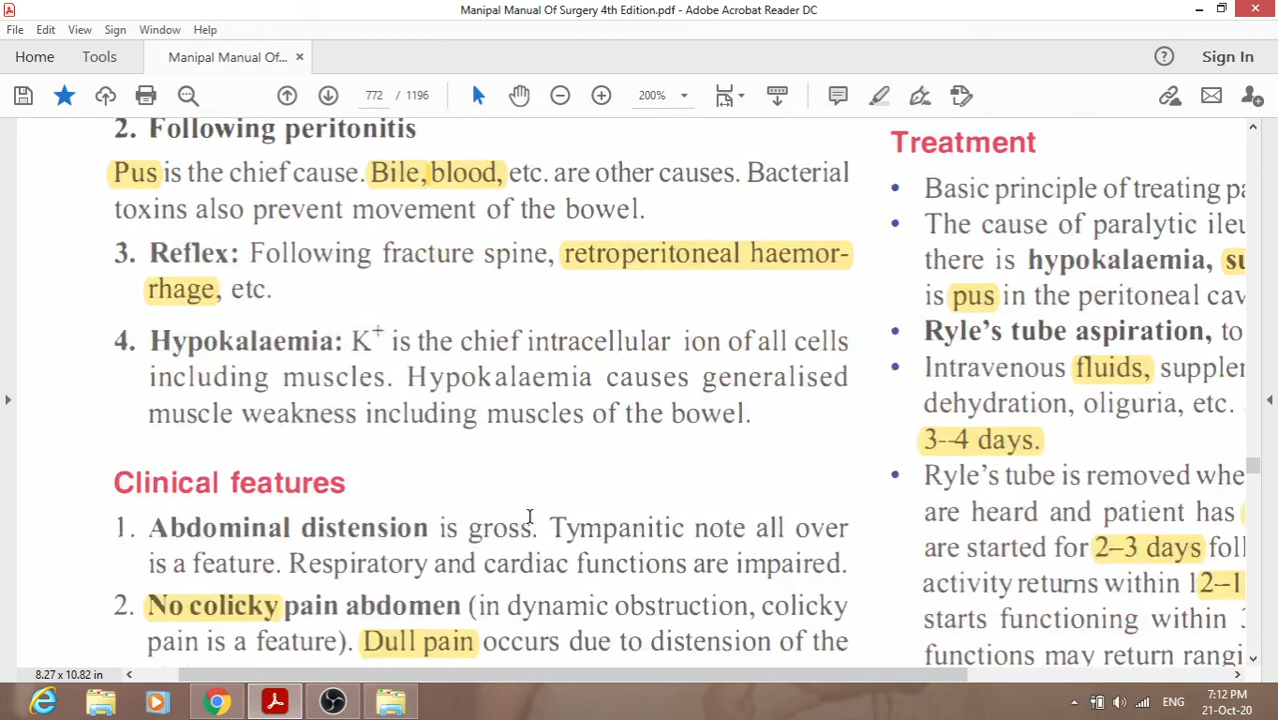 Manipal Manual Of Surgery 4th Edition.pdf - Adobe Acrobat Reader DC
File Edit View Sign Window Help
Home Tools Manipal Manual Of... × Sign In
772 / 1196 200%
2. Following peritonitis
Pus is the chief cause. Bile, blood, etc. are other causes. Bacterial
toxins also prevent movement of the bowel.
3. Reflex: Following fracture spine, retroperitoneal haemor-
rhage, etc.
4. Hypokalaemia: K+ is the chief intracellular ion of all cells
including muscles. Hypokalaemia causes generalised
muscle weakness including muscles of the bowel.
Clinical features
1. Abdominal distension is gross. Tympanitic note all over
is a feature. Respiratory and cardiac functions are impaired.
2. No colicky pain abdomen (in dynamic obstruction, colicky
pain is a feature). Dull pain occurs due to distension of the
Treatment
• Basic principle of treating
• The cause of paralytic
there is hypokalaemia,
is pus in the peritoneal
• Ryle's tube aspiration, to
• Intravenous fluids,
dehydration, oliguria, etc.
3--4 days.
• Ryle's tube is removed
are heard and patient has
are started for 2–3 days
activity returns within
starts functioning within
functions may return
8.27 x 10.82 in
ENG 7:12 PM
21-Oct-20